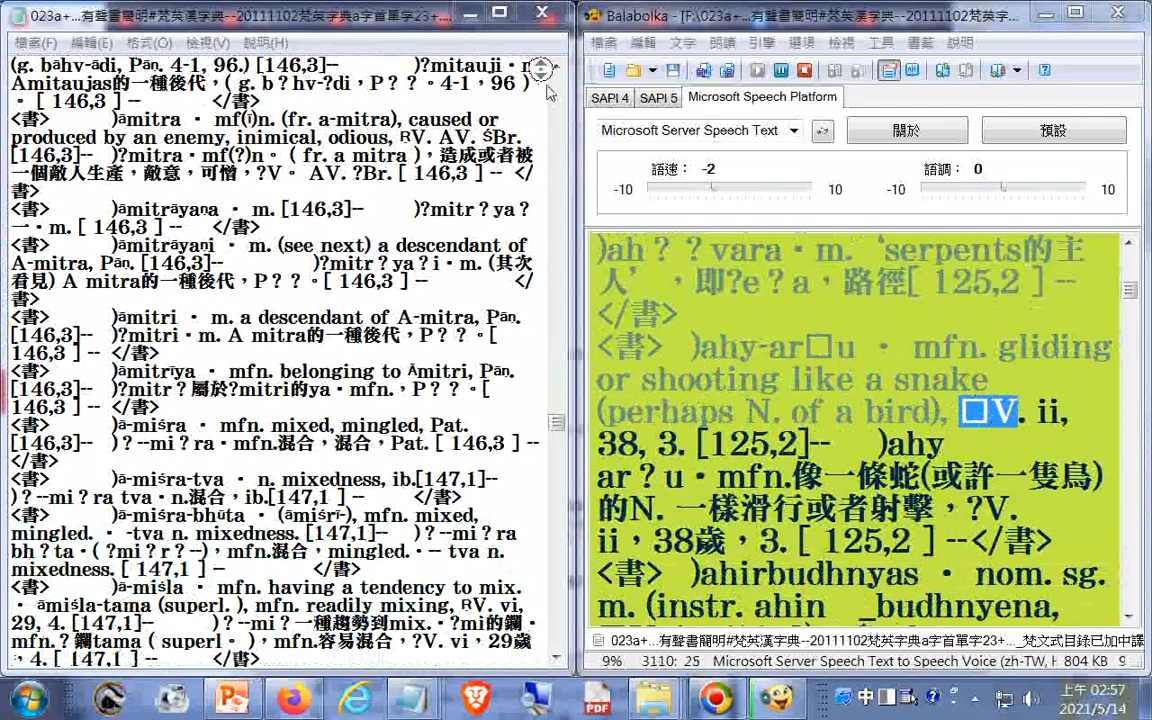 023a+...有聲書簡明#梵英漢字典--20111102梵英字典a字首單字23+...
檔案(F) 編輯(E) 格式(O) 檢視(V) 說明(H)
(g. bāhv-ādi, Pāṇ. 4-1, 96.) [146,3]-- )?mitauji‧
Amitaujas的一種後代，( g. b？hv-?di，P？？。4-1，96 )
。[ 146,3 ] -- </書>
<書> )āmitra ‧ mf(ī)n. (fr. a-mitra), caused or
produced by an enemy, inimical, odious, ṚV. AV. ŚBr.
[146,3]-- )?mitra‧mf(?)n。( fr. a mitra )，造成或者被
一個敵人生產，敵意，可憎，?V。 AV. ?Br. [ 146,3 ] -- </
書>
<書> )āmitrāyaṇa ‧ m. [146,3]-- )?mitr？ya？
一‧m. [ 146,3 ] -- </書>
<書> )āmitrāyaṇi ‧ m. (see next) a descendant of
A-mitra, Pāṇ. [146,3]-- )?mitr？ya？i‧m. (其次
看見) A mitra的一種後代，P？？。[ 146,3 ] -- </
書>
<書> )āmitri ‧ m. a descendant of A-mitra, Pāṇ.
[146,3]-- )?mitri‧m. A mitra的一種後代，P？？。[
146,3 ] -- </書>
<書> )āmitrīya ‧ mfn. belonging to Āmitri, Pāṇ.
[146,3]-- )?mitr？屬於?mitri的ya‧mfn.，P？？。[
146,3 ] -- </書>
<書> )ā-miśra ‧ mfn. mixed, mingled, Pat.
[146,3]-- )？--mi？ra‧mfn.混合，混合，Pat. [ 146,3 ] --
</書>
<書> )ā-miśra-tva ‧ n. mixedness, ib.[147,1]--
)？--mi？ra tva‧n.混合，ib.[147,1 ] </書>
<書> )ā-miśra-bhūta ‧ (āmiśrī-), mfn. mixed,
mingled. ‧ -tva n. mixedness. [147,1]-- )？--mi？ra
bh？ta‧( ?mi？r？--)，mfn.混合，mingled.‧-- tva n.
mixedness. [ 147,1 ] -- </書>
<書> )ā-miśla ‧ mfn. having a tendency to mix.
‧ āmiśla-tama (superl. ), mfn. readily mixing, ṚV. vi,
29, 4. [147,1]-- )？--mi？一種趨勢到mix.‧?mi的鑭‧
mfn.？鑭tama ( superl‧ )，mfn.容易混合，?V. vi，29歲
，4. [ 147,1 ] -- </書>
Balabolka - [F:\023a+...有聲書簡明#梵英漢字典--20111102梵英字...
檔案 編輯 文字 朗讀 引擎 選項 檢視 工具 書籤 說明
SAPI 4 SAPI 5 Microsoft Speech Platform
Microsoft Server Speech Text 關於 預設
語速： -2 語調： 0
-10 10 -10 10
)ah？？vara‧m.‘serpents的主
人’，即?e？a，路徑[ 125,2 ] --
</書>
<書> )ahy-ar□u ‧ mfn. gliding
or shooting like a snake
(perhaps N. of a bird), □V. ii,
38, 3. [125,2]-- )ahy
ar？u‧mfn.像一條蛇(或許一隻鳥)
的N. 一樣滑行或者射擊，?V.
ii，38歲，3. [ 125,2 ] --</書>
<書> )ahirbudhnyas ‧ nom. sg.
m. (instr. ahin _budhnyena,
023a+...有聲書簡明#梵英漢字典--20111102梵英字典a字首單字23+..._梵文式目錄已加中譯
9% 3110: 25 Microsoft Server Speech Text to Speech Voice (zh-TW, H 804 KB
中
上午 02:57
2021/5/14